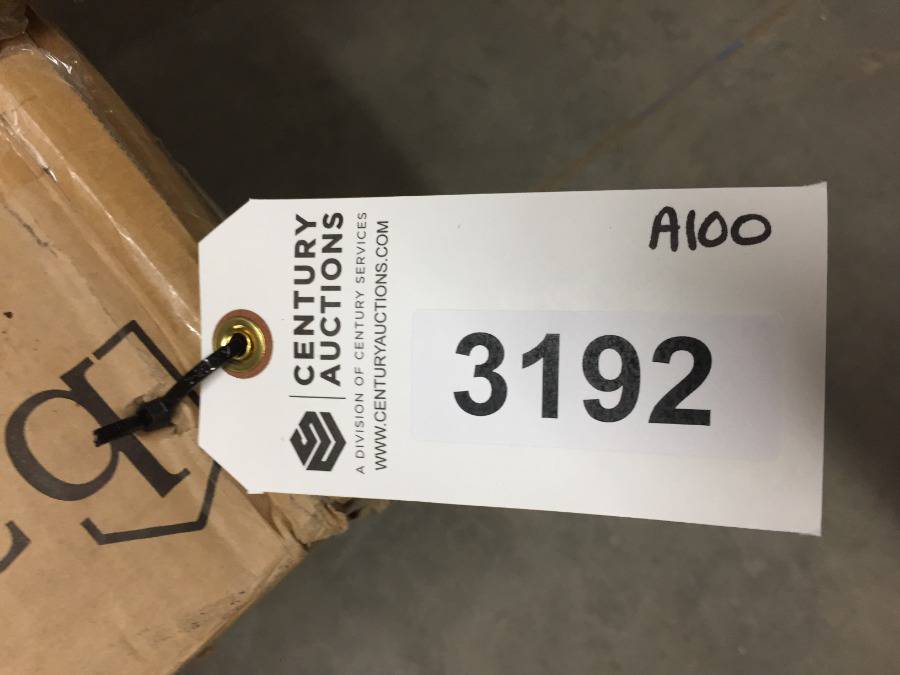 CENTURY
AUCTIONS
A DIVISION OF CENTURY SERVICES
WWW.CENTURYAUCTIONS.COM
A100
3192